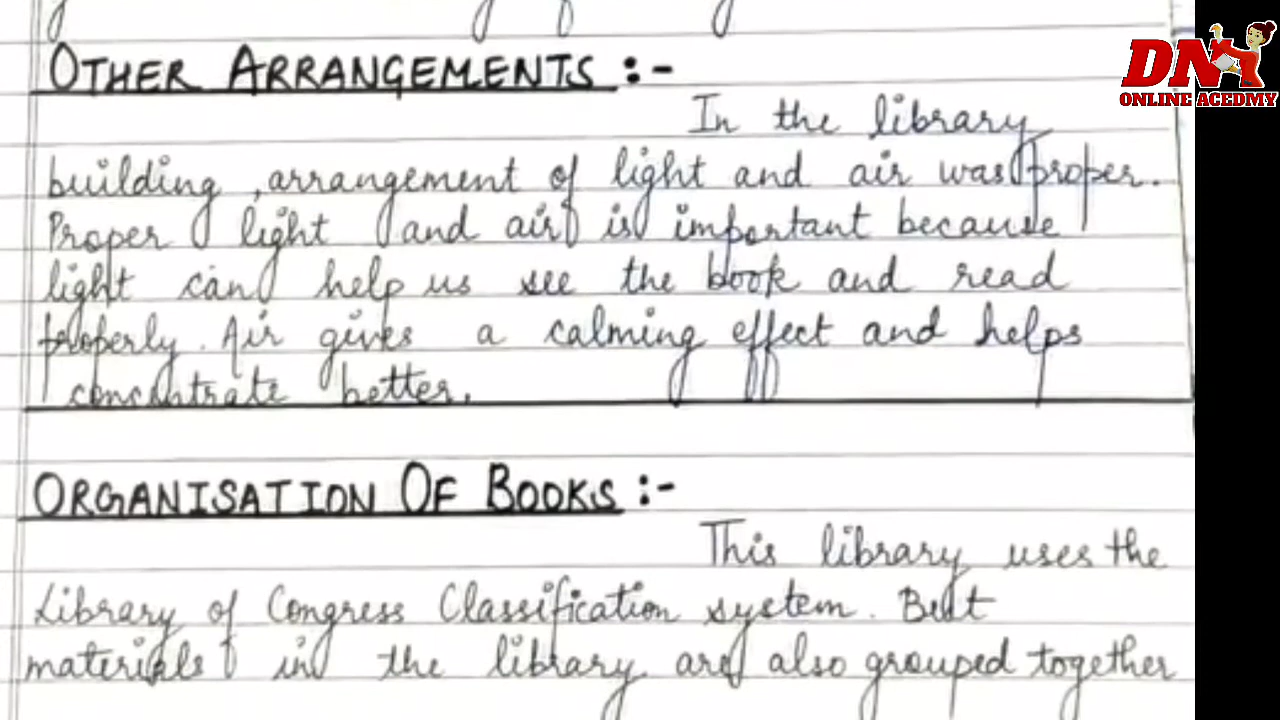 OTHER ARRANGEMENTS :-
In the library
building, arrangement of light and air was proper.
Proper light and air is important because
light can help us see the book and read
properly. Air gives a calming effect and helps
concentrate better.
ORGANISATION OF BOOKS :-
This library uses the
Library of Congress Classification system. But
materials in the library are also grouped together
DN
ONLINE ACEDMY